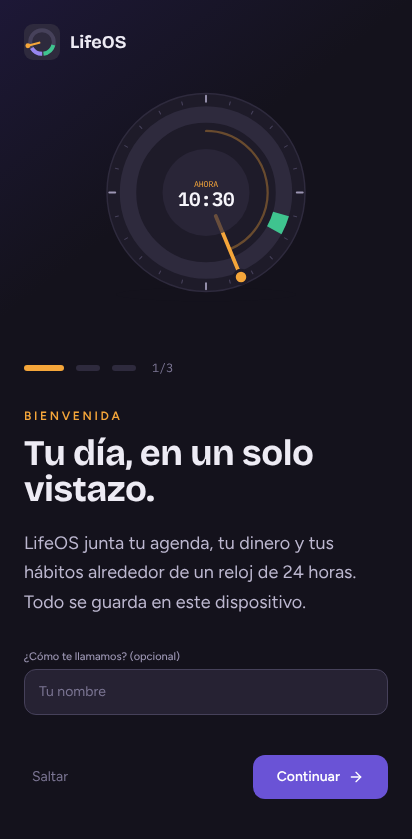 LifeOS
AHORA
10:30
1/3
BIENVENIDA
Tu día, en un solo
vistazo.
LifeOS junta tu agenda, tu dinero y tus
hábitos alrededor de un reloj de 24 horas.
Todo se guarda en este dispositivo.
¿Cómo te llamamos? (opcional)
Tu nombre
Saltar
Continuar →